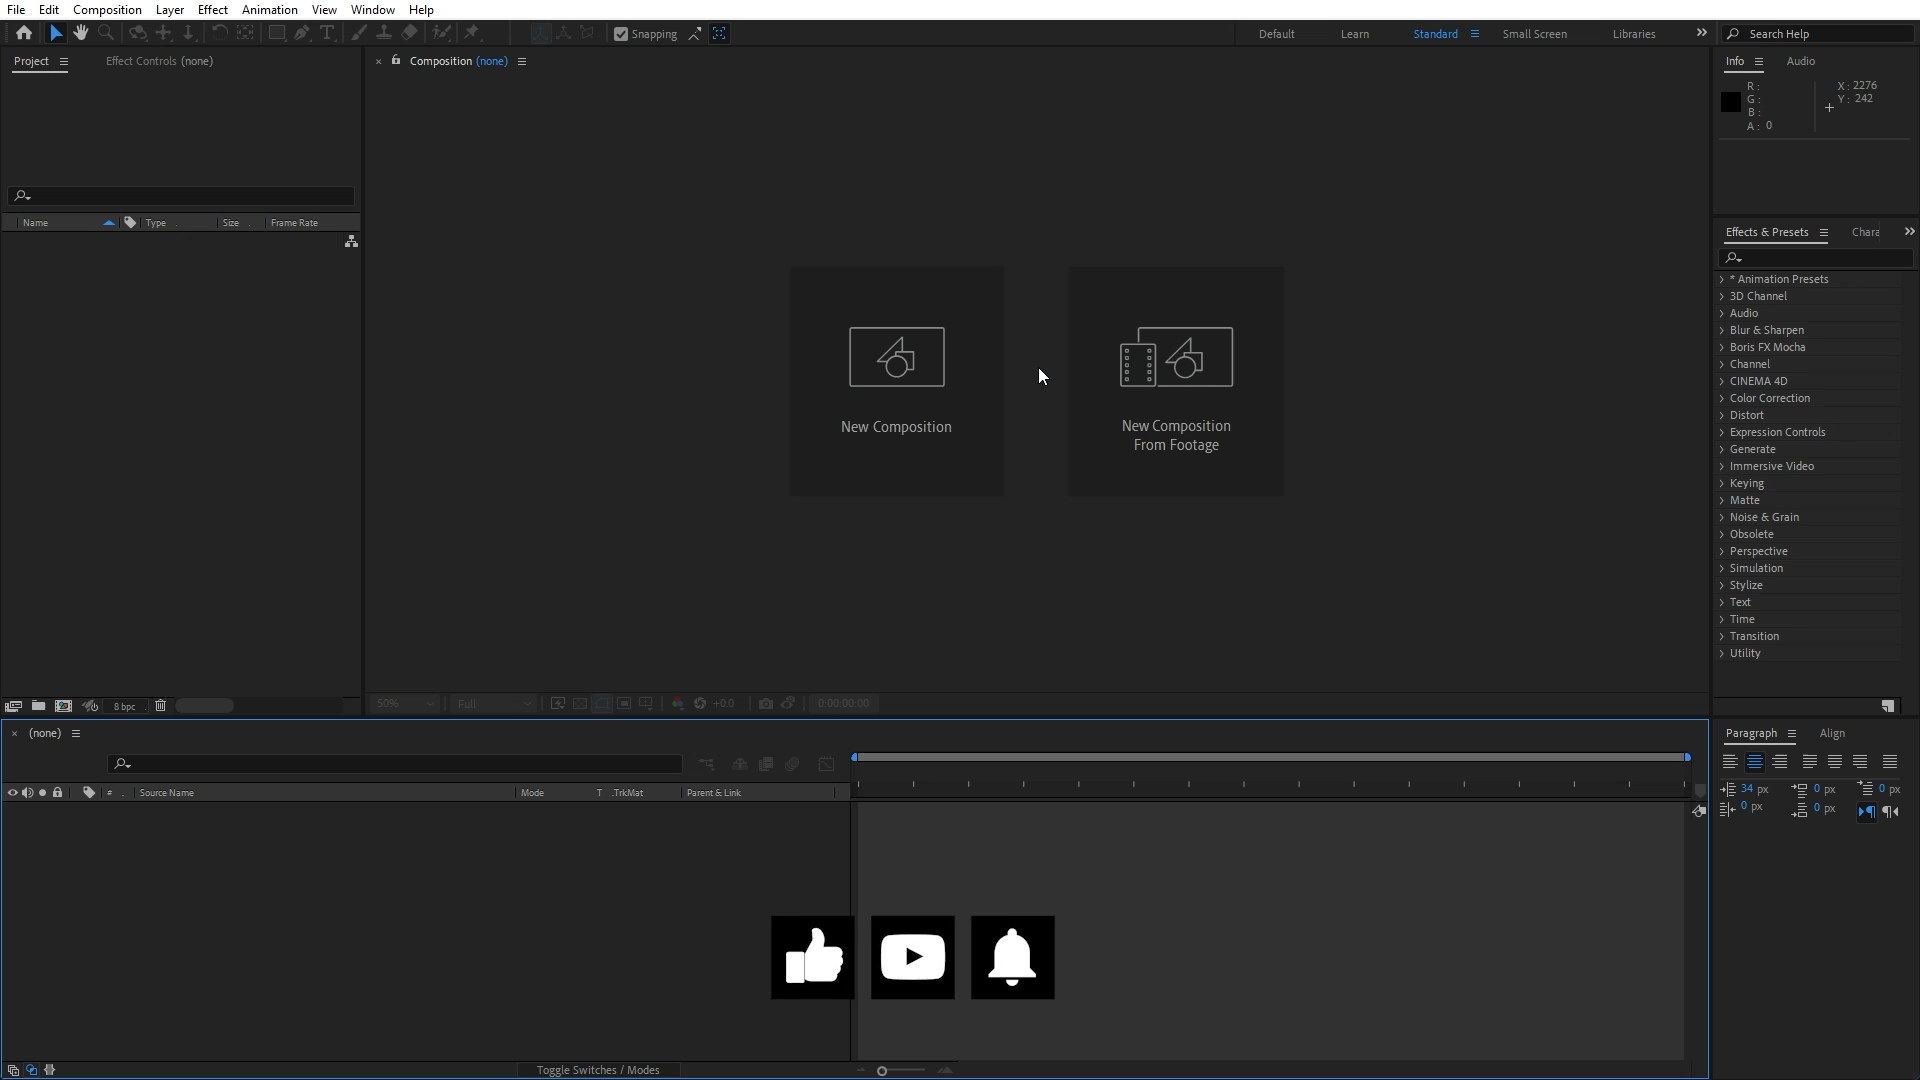 File Edit Composition Layer Effect Animation View Window Help
Snapping Default Learn Standard Small Screen Libraries Search Help
Project Effect Controls (none)
Composition (none)
Info Audio
R :
G :
B :
A : 0
X : 2276
Y : 242
Name Type Size Frame Rate
New Composition
New Composition
From Footage
Effects & Presets Chara
* Animation Presets
3D Channel
Audio
Blur & Sharpen
Boris FX Mocha
Channel
CINEMA 4D
Color Correction
Distort
Expression Controls
Generate
Immersive Video
Keying
Matte
Noise & Grain
Obsolete
Perspective
Simulation
Stylize
Text
Time
Transition
Utility
8 bpc
50% Full +0.0 0:00:00:00
(none)
# . Source Name Mode T .TrkMat Parent & Link
Paragraph Align
34 px 0 px 0 px
0 px 0 px
Toggle Switches / Modes